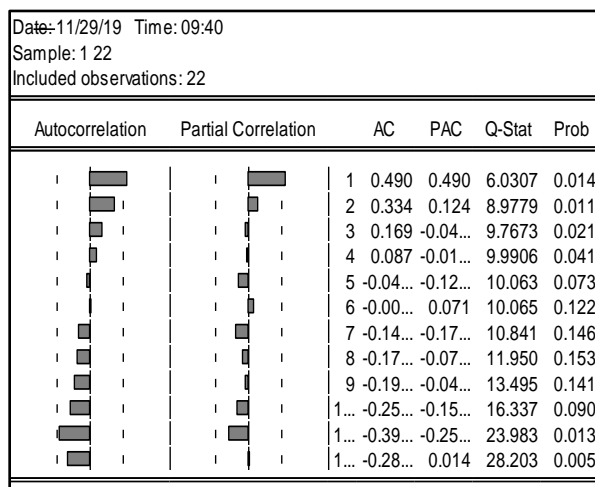 Date: 11/29/19 Time: 09:40
Sample: 1 22
Included observations: 22
Autocorrelation Partial Correlation AC PAC Q-Stat Prob
1 0.490 0.490 6.0307 0.014
2 0.334 0.124 8.9779 0.011
3 0.169 -0.04... 9.7673 0.021
4 0.087 -0.01... 9.9906 0.041
5 -0.04... -0.12... 10.063 0.073
6 -0.00... 0.071 10.065 0.122
7 -0.14... -0.17... 10.841 0.146
8 -0.17... -0.07... 11.950 0.153
9 -0.19... -0.04... 13.495 0.141
1... -0.25... -0.15... 16.337 0.090
1... -0.39... -0.25... 23.983 0.013
1... -0.28... 0.014 28.203 0.005